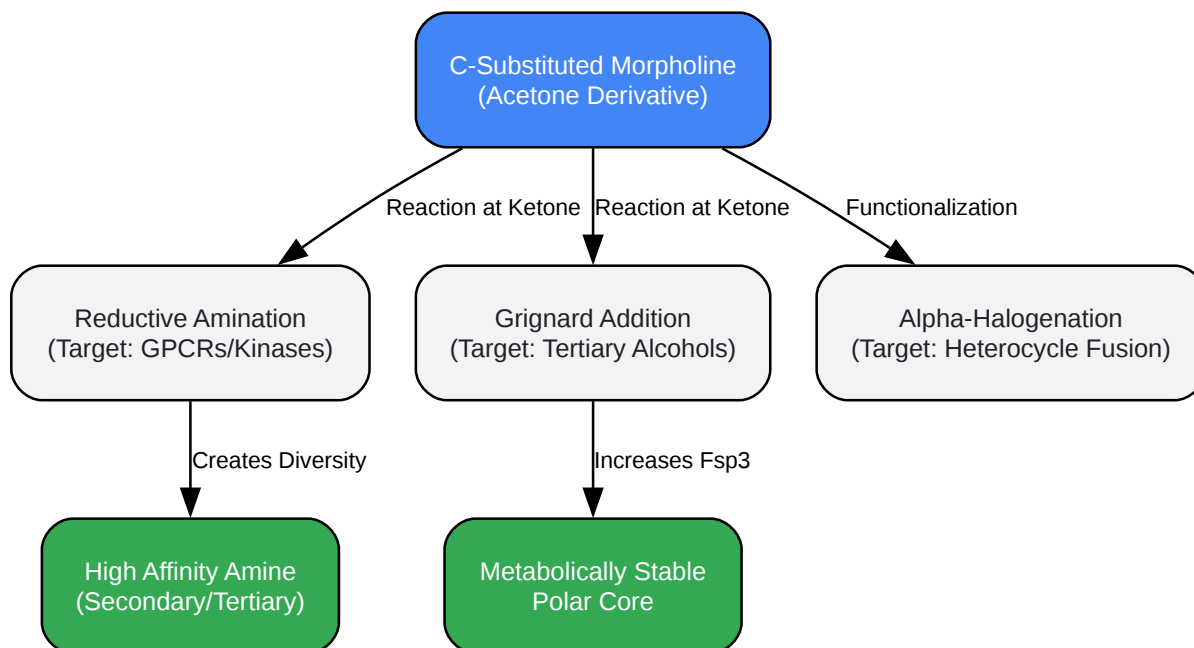 C-Substituted Morpholine
(Acetone Derivative)
Reaction at Ketone
Reaction at Ketone
Functionalization
Reductive Amination
(Target: GPCRs/Kinases)
Grignard Addition
(Target: Tertiary Alcohols)
Alpha-Halogenation
(Target: Heterocycle Fusion)
Creates Diversity
Increases Fsp3
High Affinity Amine
(Secondary/Tertiary)
Metabolically Stable
Polar Core